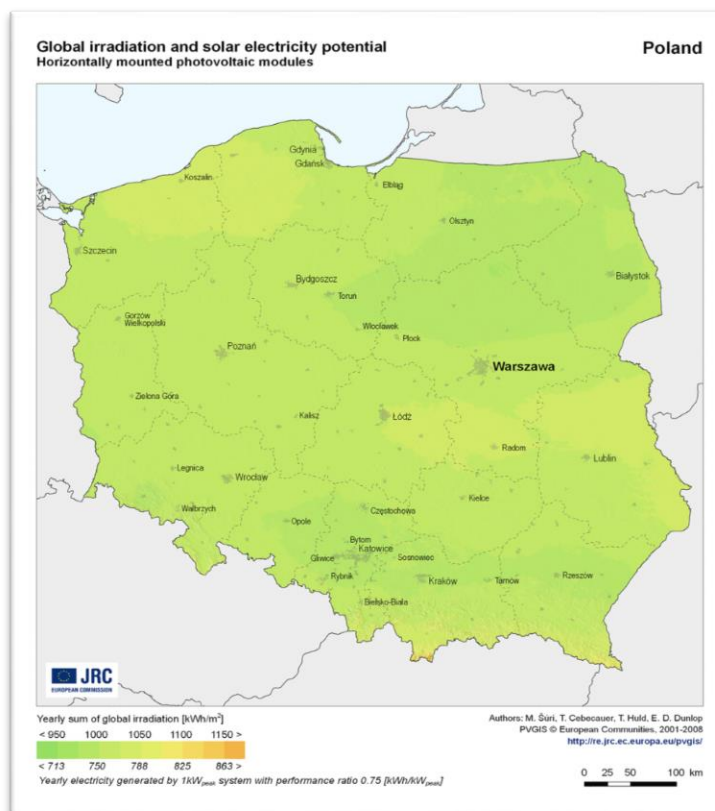 Global irradiation and solar electricity potential
Horizontally mounted photovoltaic modules
Poland
Gdynia
Gdańsk
Koszalin
Elbląg
Olsztyn
Szczecin
Białystok
Bydgoszcz
Toruń
Gorzów
Wielkopolski
Włocławek
Płock
Poznań
Warszawa
Zielona Góra
Kalisz
Łódź
Radom
Lublin
Legnica
Wrocław
Kielce
Wałbrzych
Opole
Częstochowa
Bytom
Katowice
Gliwice
Sosnowiec
Rybnik
Kraków
Tarnów
Rzeszów
Bielsko-Biała
JRC
EUROPEAN COMMISSION
Yearly sum of global irradiation [kWh/m²]
< 950 1000 1050 1100 1150 >
< 713 750 788 825 863 >
Yearly electricity generated by 1kWpeak system with performance ratio 0.75 [kWh/kWpeak]
Authors: M. Šúri, T. Cebecauer, T. Huld, E. D. Dunlop
PVGIS © European Communities, 2001-2008
http://re.jrc.ec.europa.eu/pvgis/
0 25 50 100 km